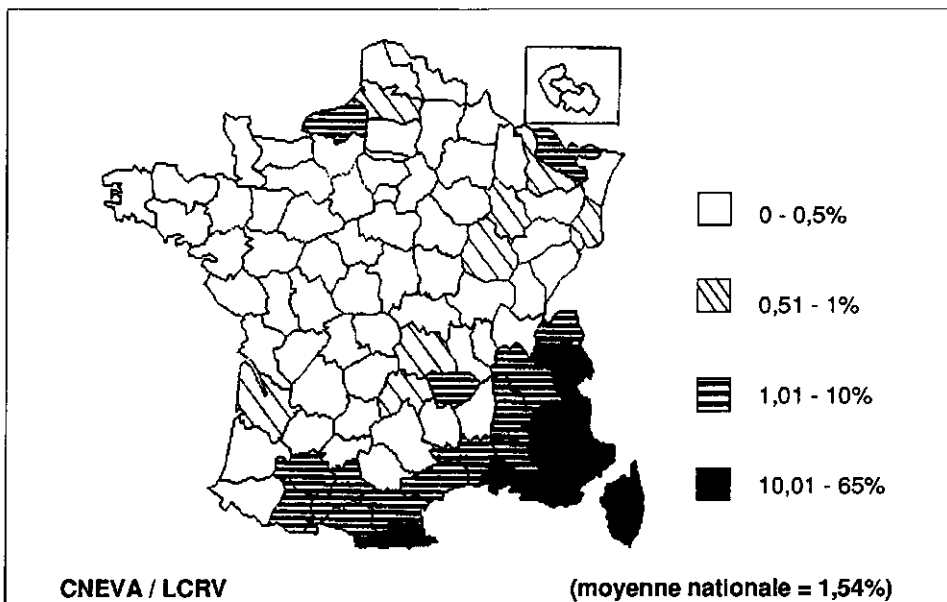 0 - 0,5%
0,51 - 1%
1,01 - 10%
10,01 - 65%
CNEVA / LCRV (moyenne nationale = 1,54%)